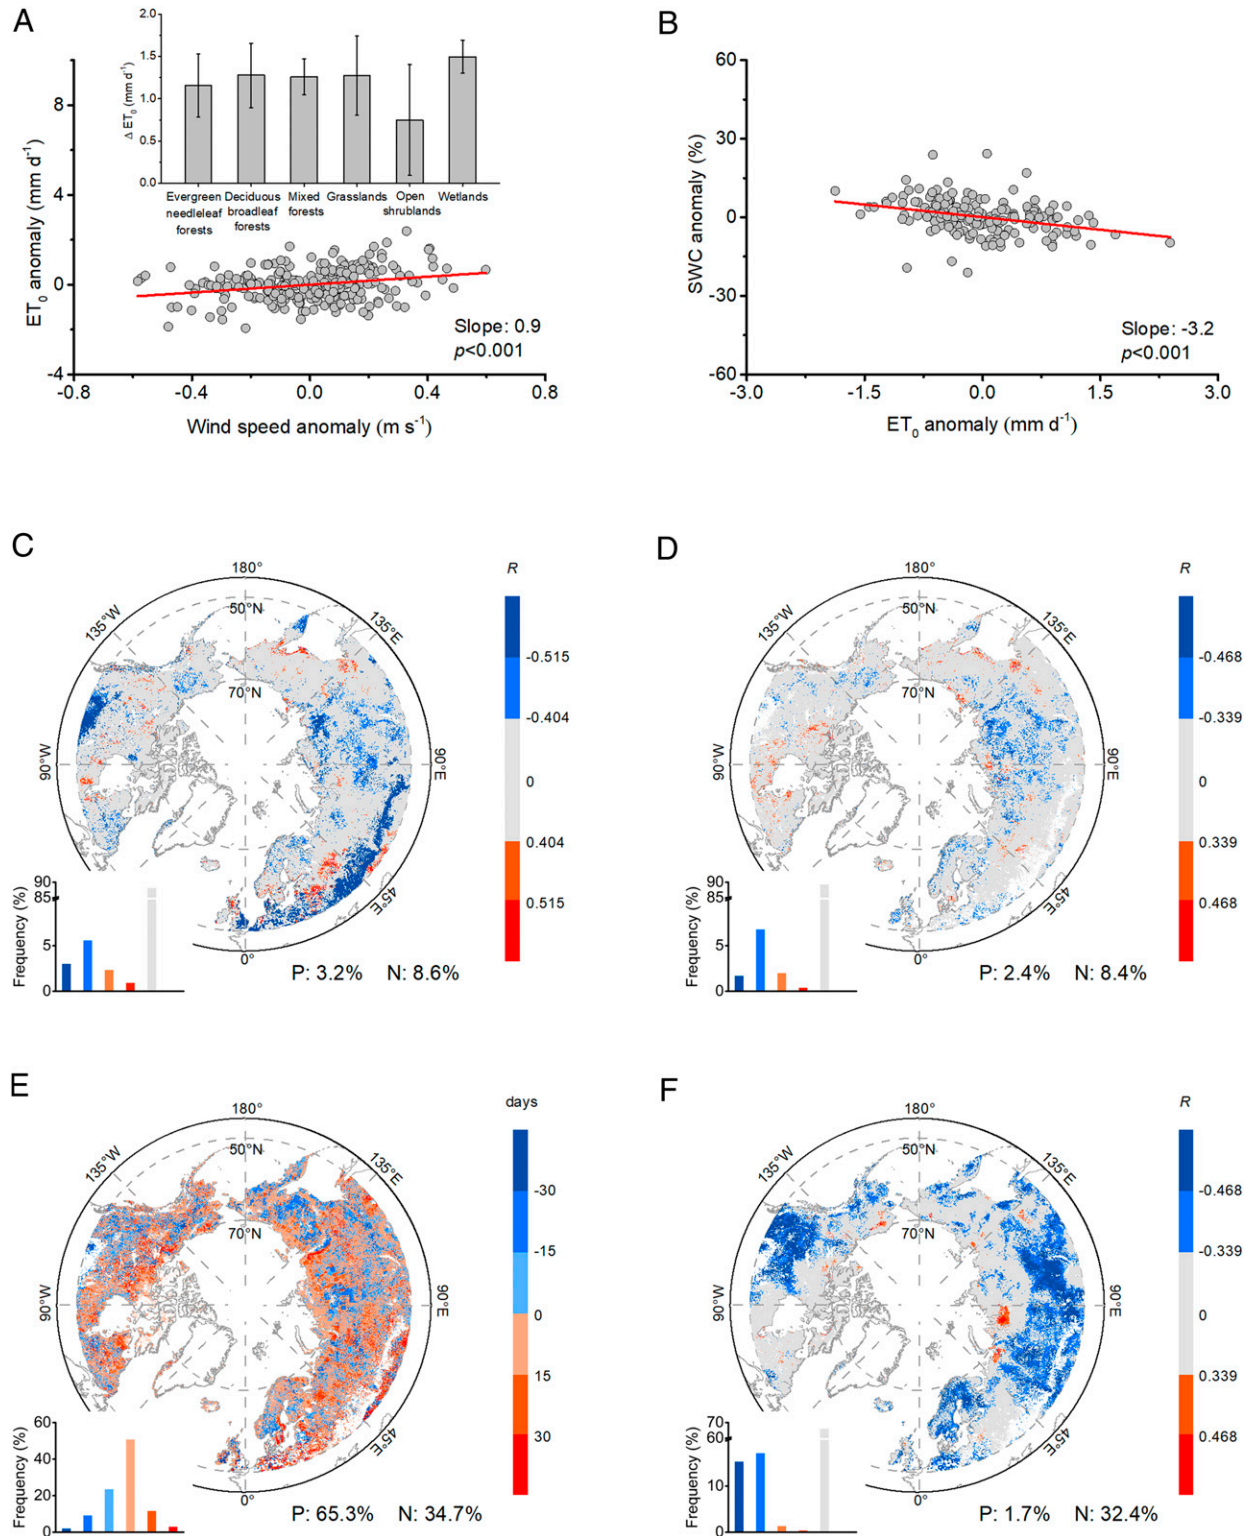 A
2.0
1.5
1.0
0.5
0.0
Δ ET0 (mm d-1)
Evergreen needleleaf forests
Deciduous broadleaf forests
Mixed forests
Grasslands
Open shrublands
Wetlands
8
4
0
-4
ET0 anomaly (mm d-1)
Slope: 0.9
p<0.001
-0.8 -0.4 0.0 0.4 0.8
Wind speed anomaly (m s-1)
B
60
30
0
-30
-60
SWC anomaly (%)
Slope: -3.2
p<0.001
-3.0 -1.5 0.0 1.5 3.0
ET0 anomaly (mm d-1)
C
180°
135°W
50°N
135°E
70°N
90°W
90°E
45°E
0°
R
-0.515
-0.404
0
0.404
0.515
Frequency (%)
90
85
5
0
P: 3.2% N: 8.6%
D
180°
135°W
50°N
135°E
70°N
90°W
90°E
45°E
0°
R
-0.468
-0.339
0
0.339
0.468
Frequency (%)
90
85
5
0
P: 2.4% N: 8.4%
E
180°
135°W
50°N
135°E
70°N
90°W
90°E
45°E
0°
days
-30
-15
0
15
30
Frequency (%)
60
40
20
0
P: 65.3% N: 34.7%
F
180°
135°W
50°N
135°E
70°N
90°W
90°E
45°E
0°
R
-0.468
-0.339
0
0.339
0.468
Frequency (%)
70
60
10
0
P: 1.7% N: 32.4%